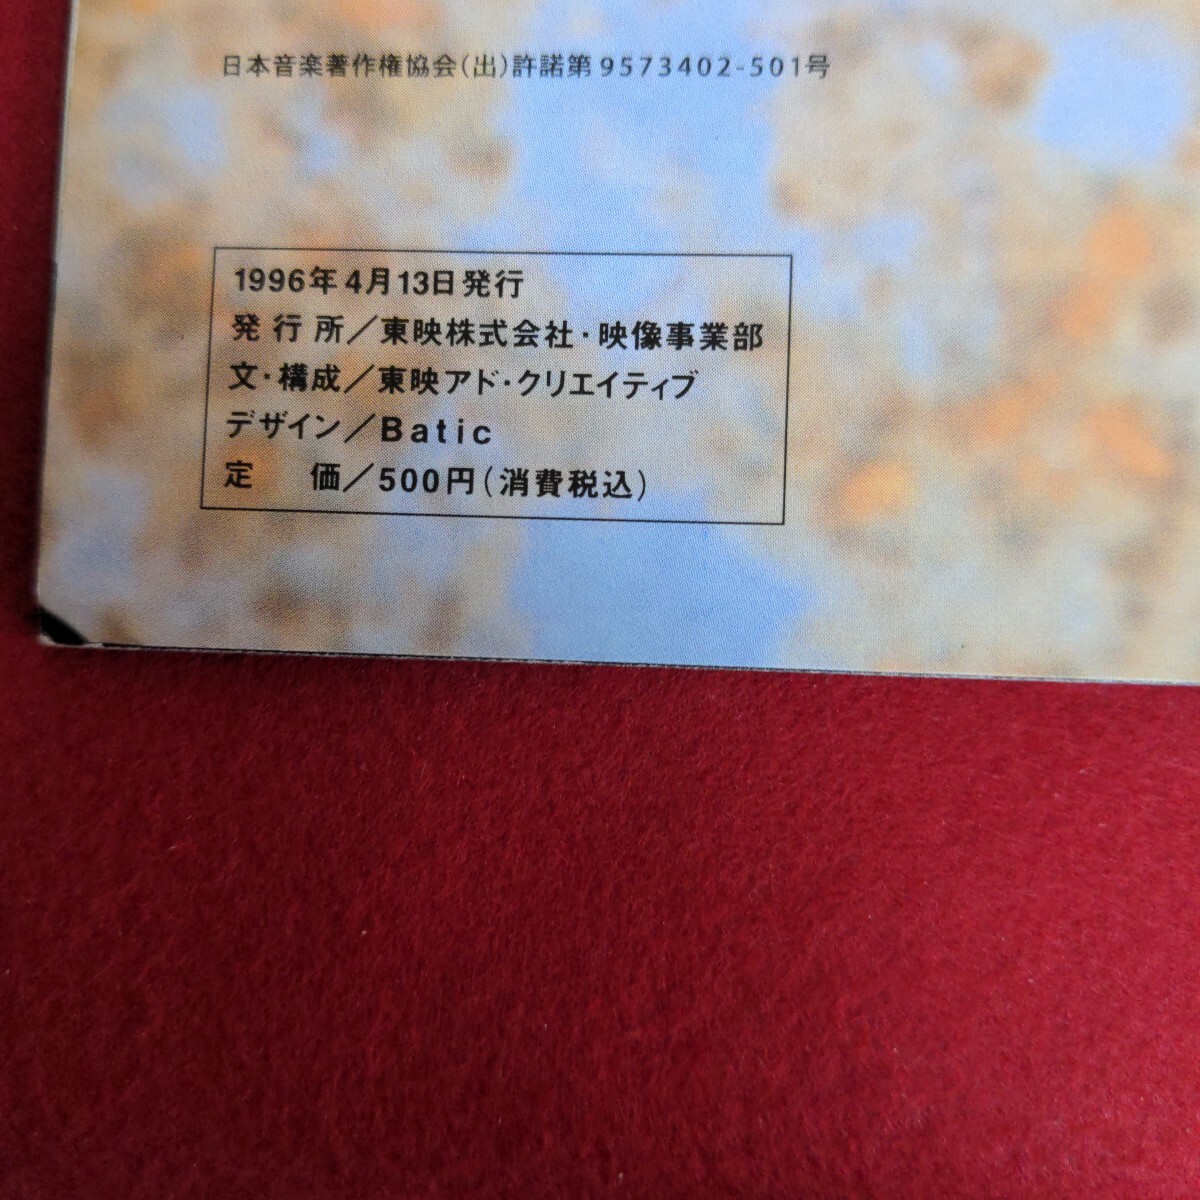 日本音楽著作権協会(出)許諾第9573402-501号
1996年4月13日発行
発行所／東映株式会社・映像事業部
文・構成／東映アド・クリエイティブ
デザイン／Batic
定　価／500円(消費税込)